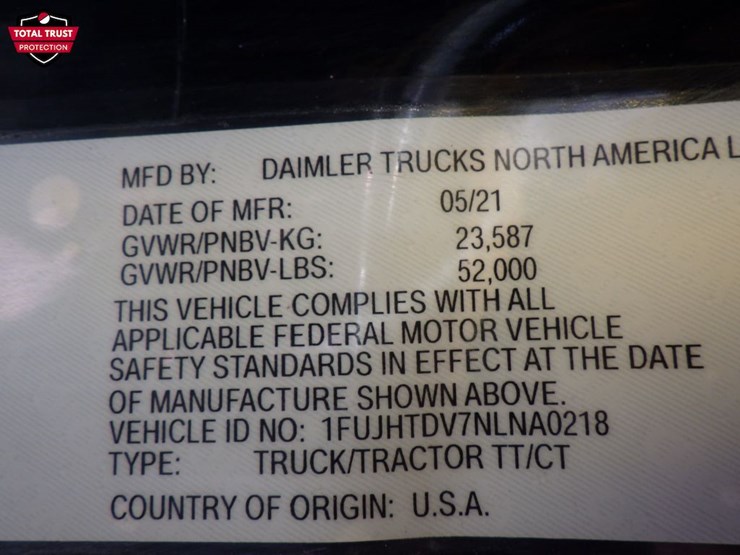 TOTAL TRUST
PROTECTION
MFD BY: DAIMLER TRUCKS NORTH AMERICA L
DATE OF MFR: 05/21
GVWR/PNBV-KG: 23,587
GVWR/PNBV-LBS: 52,000
THIS VEHICLE COMPLIES WITH ALL
APPLICABLE FEDERAL MOTOR VEHICLE
SAFETY STANDARDS IN EFFECT AT THE DATE
OF MANUFACTURE SHOWN ABOVE.
VEHICLE ID NO: 1FUJHTDV7NLNA0218
TYPE: TRUCK/TRACTOR TT/CT
COUNTRY OF ORIGIN: U.S.A.